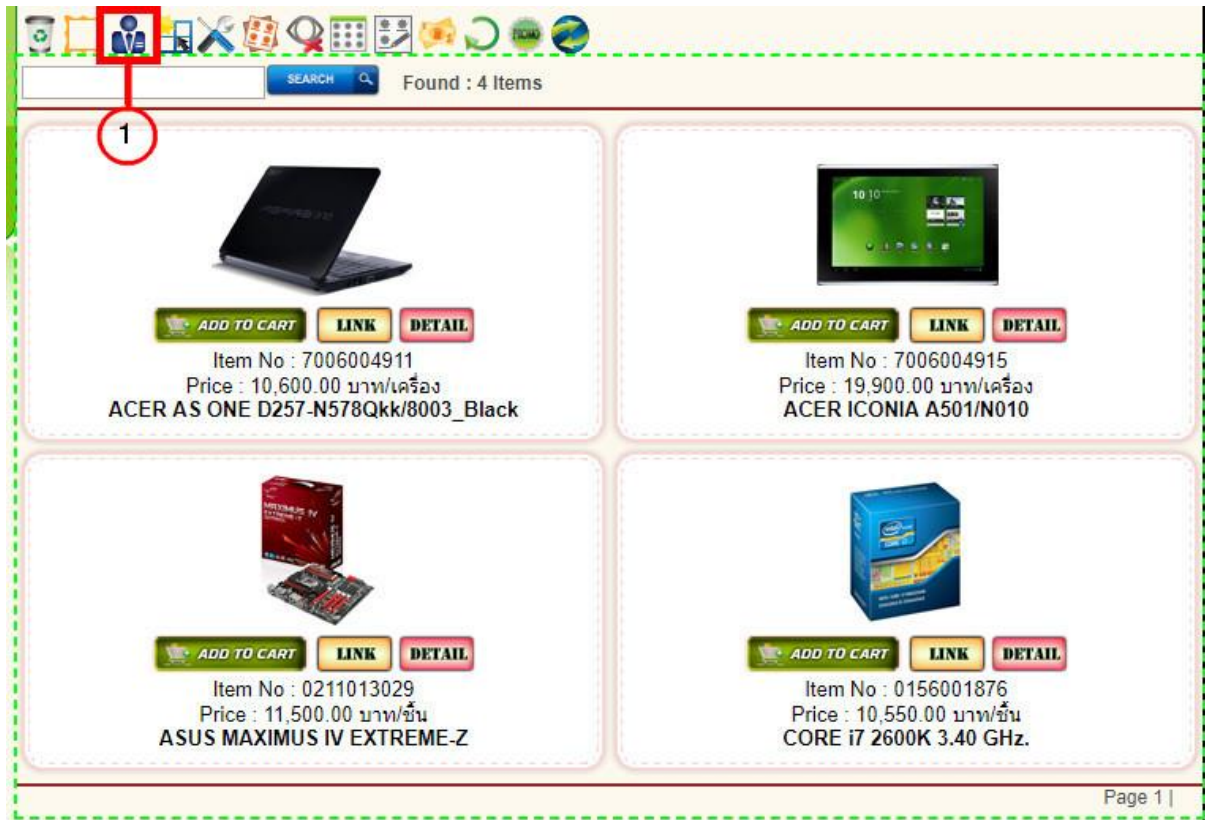 PROMO
SEARCH
Found : 4 Items
1
10 10
ADD TO CART LINK DETAIL
Item No : 7006004911
Price : 10,600.00 บาท/เครื่อง
ACER AS ONE D257-N578Qkk/8003_Black
ADD TO CART LINK DETAIL
Item No : 7006004915
Price : 19,900.00 บาท/เครื่อง
ACER ICONIA A501/N010
MAXIMUS IV
ADD TO CART LINK DETAIL
Item No : 0211013029
Price : 11,500.00 บาท/ชิ้น
ASUS MAXIMUS IV EXTREME-Z
ADD TO CART LINK DETAIL
Item No : 0156001876
Price : 10,550.00 บาท/ชิ้น
CORE i7 2600K 3.40 GHz.
Page 1 |